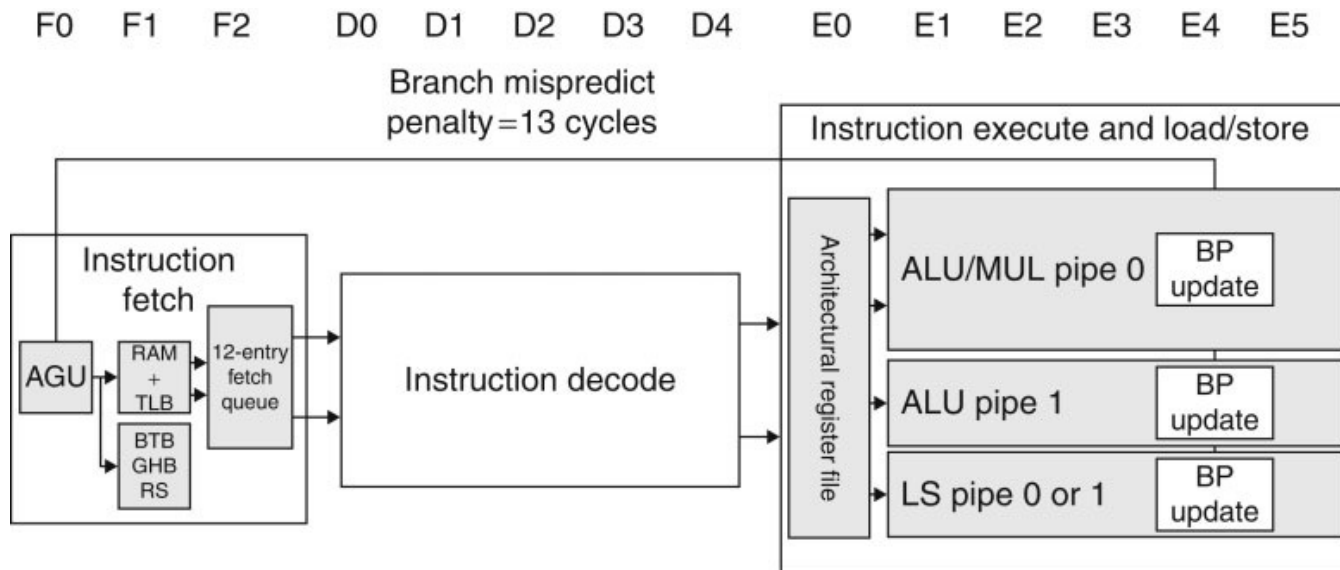 F0 F1 F2 D0 D1 D2 D3 D4 E0 E1 E2 E3 E4 E5
Branch mispredict
penalty=13 cycles
Instruction execute and load/store
Instruction
fetch
AGU
RAM
+
TLB
BTB
GHB
RS
12-entry
fetch
queue
Instruction decode
Architectural register file
ALU/MUL pipe 0
BP
update
ALU pipe 1
BP
update
LS pipe 0 or 1
BP
update